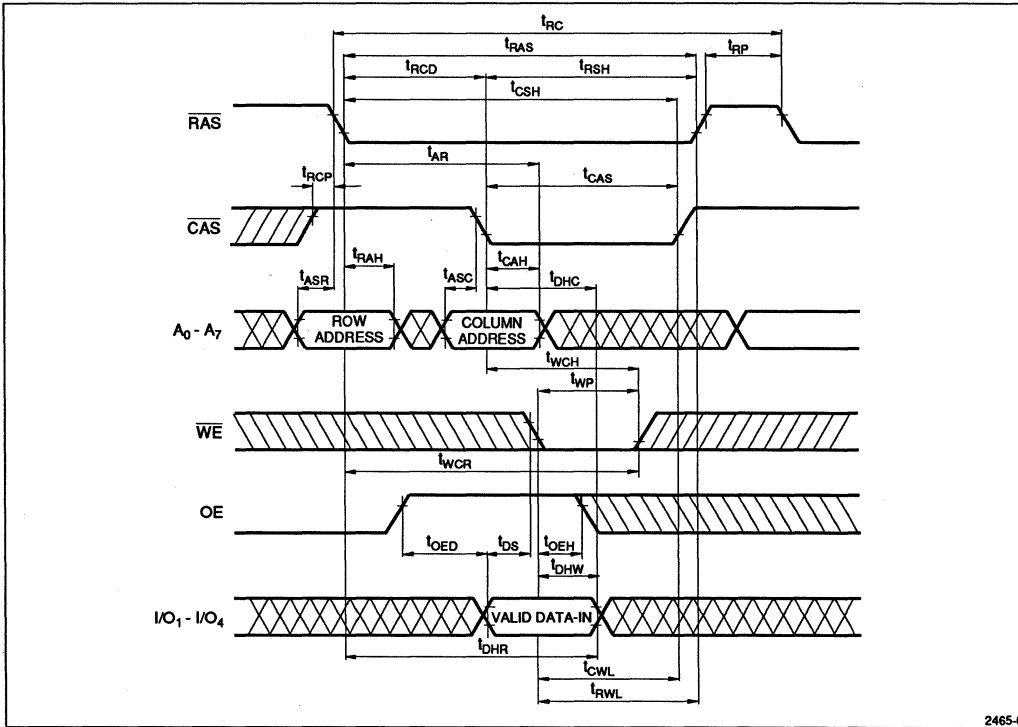 tRC
tRAS
tRP
tRCD
tRSH
tCSH
RAS
tAR
tRCP
tCAS
CAS
tRAH
tCAH
tASR
tASC
tDHC
A0 - A7
ROW
ADDRESS
COLUMN
ADDRESS
tWCH
tWP
WE
tWCR
OE
tOED
tDS
tOEH
tDHW
I/O1 - I/O4
VALID DATA-IN
tDHR
tCWL
tRWL